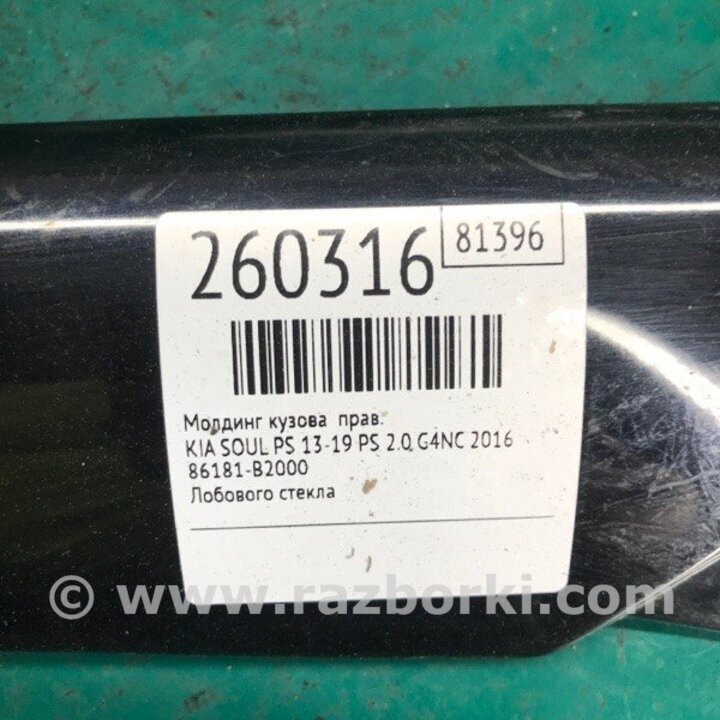 260316
81396
Молдинг кузова прав.
KIA SOUL PS 13-19 PS 2.0 G4NC 2016
86181-B2000
Лобового стекла
© www.razborki.com